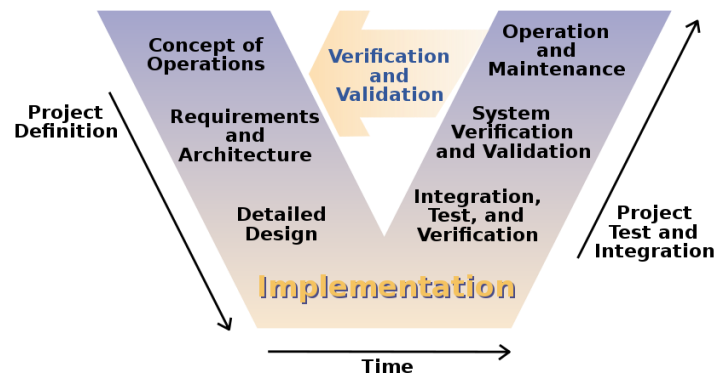 Concept of
Operations
Project
Definition
Requirements
and
Architecture
Detailed
Design
Verification
and
Validation
Operation
and
Maintenance
System
Verification
and Validation
Integration,
Test, and
Verification
Project
Test and
Integration
Implementation
Time